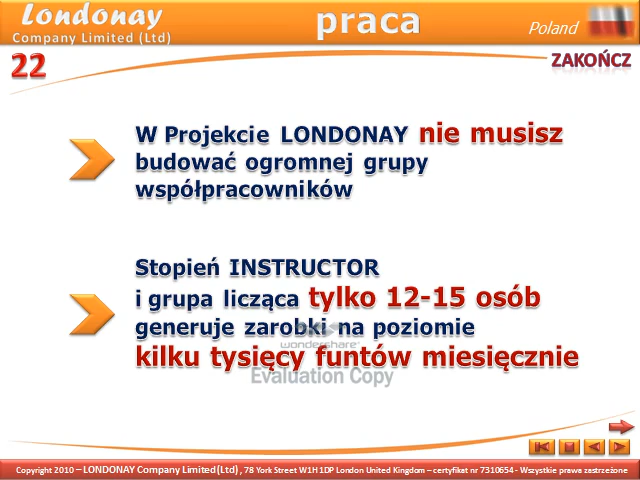 Londonay
Company Limited (Ltd)
praca
Poland
22
ZAKOŃCZ
W Projekcie LONDONAY nie musisz
budować ogromnej grupy
współpracowników
Stopień INSTRUCTOR
i grupa licząca tylko 12-15 osób
generuje zarobki na poziomie
wondershare
kilku tysięcy funtów miesięcznie
Evaluation Copy
Copyright 2010 – LONDONAY Company Limited(Ltd), 78 York Street W1H 1DP London United Kingdom – certyfikat nr 7310654 - Wszystkie prawa zastrzeżone